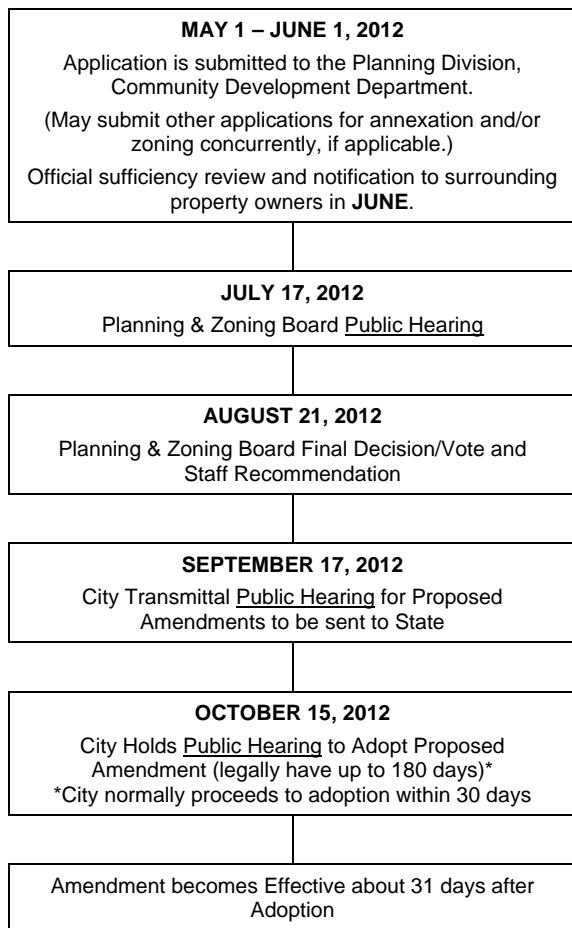 MAY 1 – JUNE 1, 2012
Application is submitted to the Planning Division,
Community Development Department.
(May submit other applications for annexation and/or
zoning concurrently, if applicable.)
Official sufficiency review and notification to surrounding
property owners in JUNE.
JULY 17, 2012
Planning & Zoning Board Public Hearing
AUGUST 21, 2012
Planning & Zoning Board Final Decision/Vote and
Staff Recommendation
SEPTEMBER 17, 2012
City Transmittal Public Hearing for Proposed
Amendments to be sent to State
OCTOBER 15, 2012
City Holds Public Hearing to Adopt Proposed
Amendment (legally have up to 180 days)*
*City normally proceeds to adoption within 30 days
Amendment becomes Effective about 31 days after
Adoption